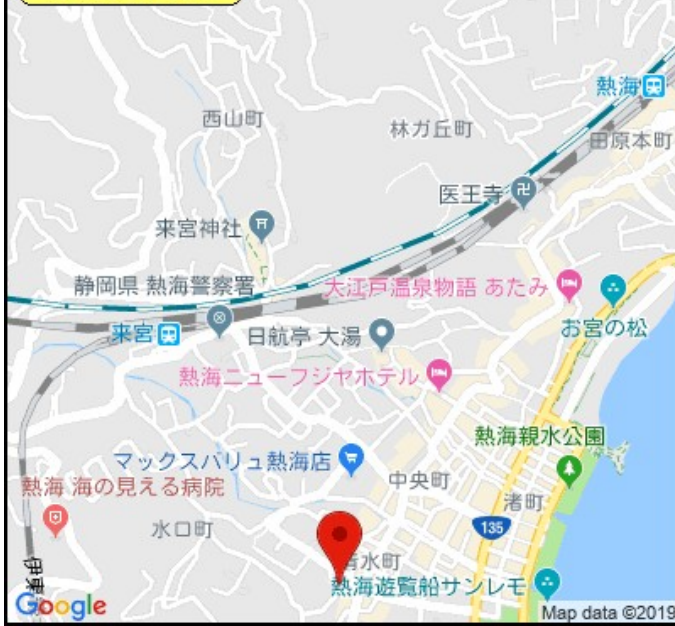 熱海
西山町
林ガ丘町
田原本町
医王寺
来宮神社
静岡県 熱海警察署
大江戸温泉物語 あたみ
来宮
日航亭 大湯
お宮の松
熱海ニューフジヤホテル
熱海親水公園
マックスバリュ熱海店
中央町
熱海 海の見える病院
渚町
水口町
135
清水町
伊東
熱海遊覧船サンレモ
Google
Map data ©2019